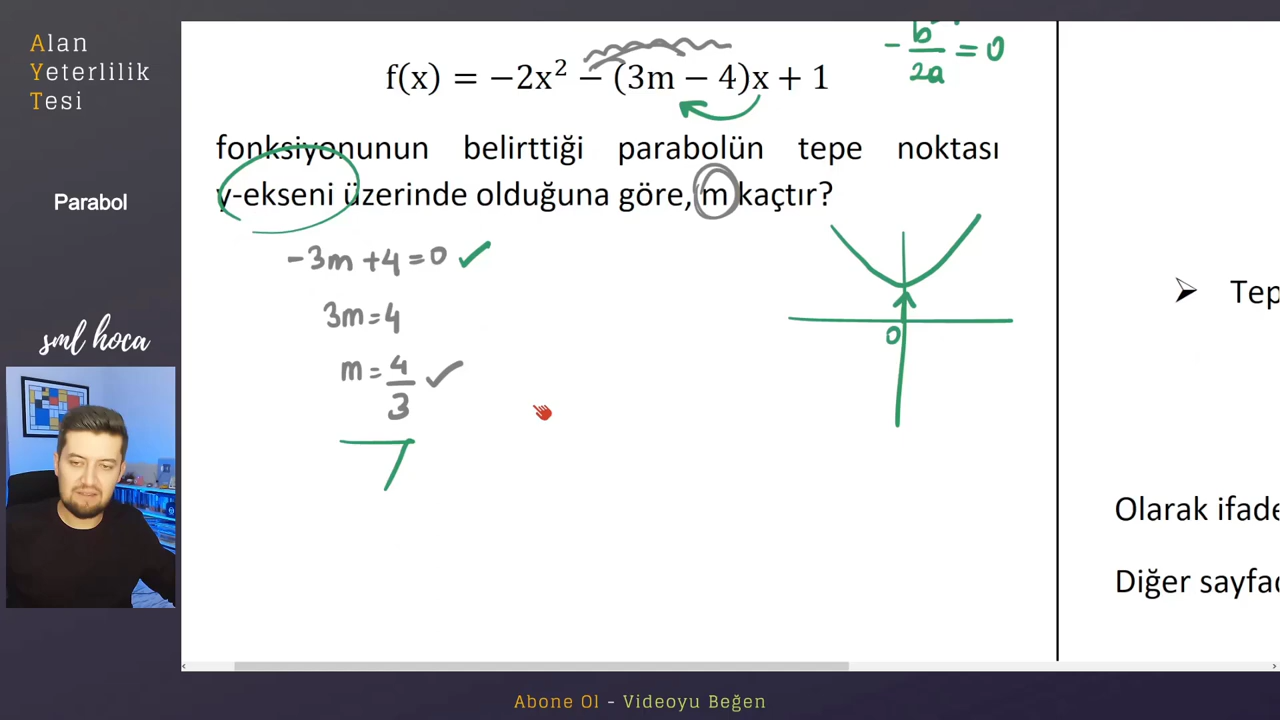 Alan
Yeterlilik
Tesi
Parabol
sml hoca
f(x) = −2x² − (3m − 4)x + 1
-b/2a = 0
fonksiyonunun belirttiği parabolün tepe noktası
y-ekseni üzerinde olduğuna göre, m kaçtır?
-3m+4=0 ✓
3m=4
m=4/3 ✓
0
➢ Tep
Olarak ifade
Diğer sayfad
Abone Ol - Videoyu Beğen